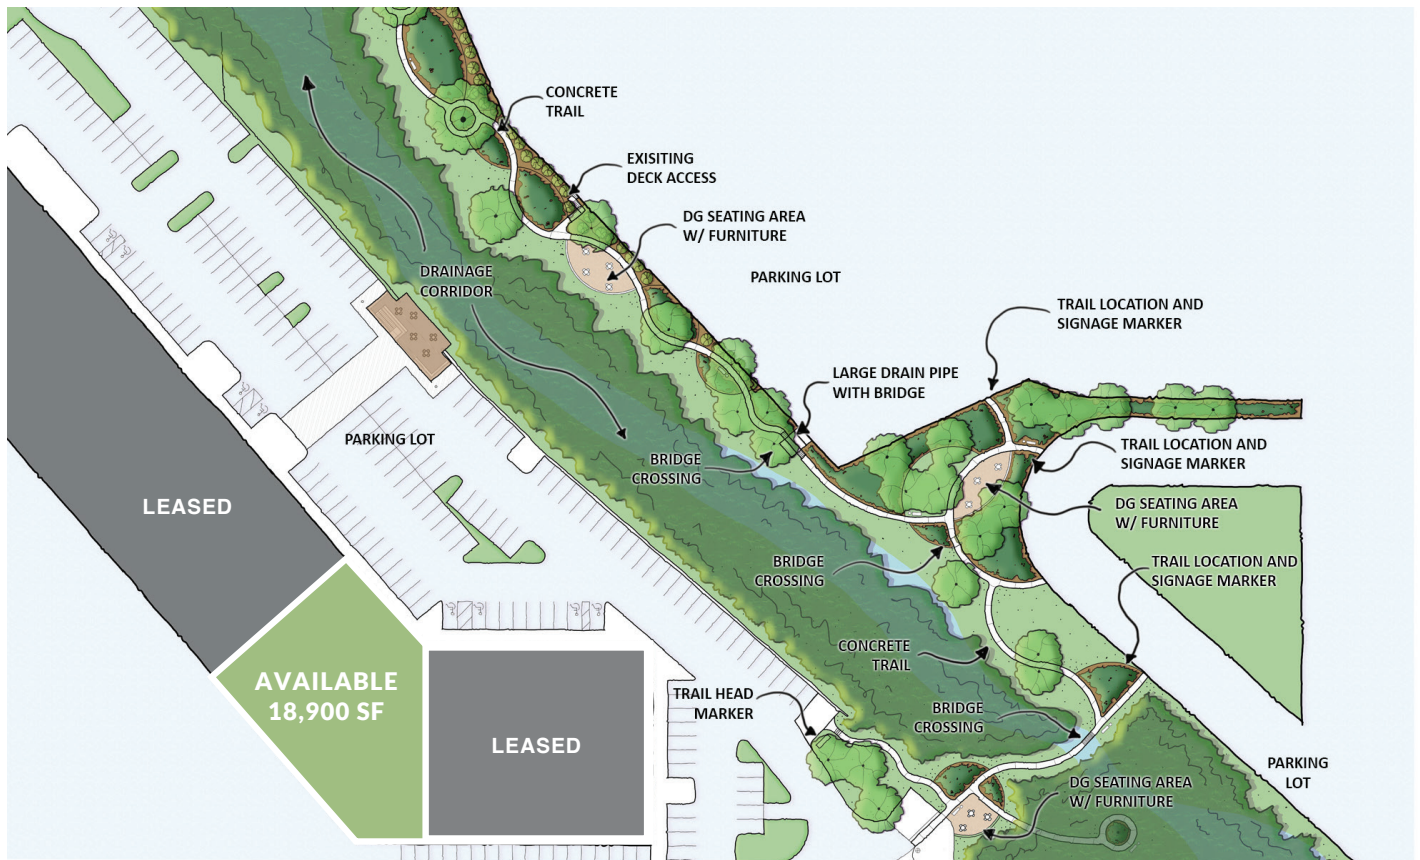 CONCRETE
TRAIL
EXISITING
DECK ACCESS
DG SEATING AREA
W/ FURNITURE
PARKING LOT
DRAINAGE
CORRIDOR
TRAIL LOCATION AND
SIGNAGE MARKER
LARGE DRAIN PIPE
WITH BRIDGE
PARKING LOT
BRIDGE
CROSSING
TRAIL LOCATION AND
SIGNAGE MARKER
LEASED
DG SEATING AREA
W/ FURNITURE
BRIDGE
CROSSING
TRAIL LOCATION AND
SIGNAGE MARKER
CONCRETE
TRAIL
AVAILABLE
18,900 SF
TRAIL HEAD
MARKER
BRIDGE
CROSSING
LEASED
PARKING
LOT
DG SEATING AREA
W/ FURNITURE